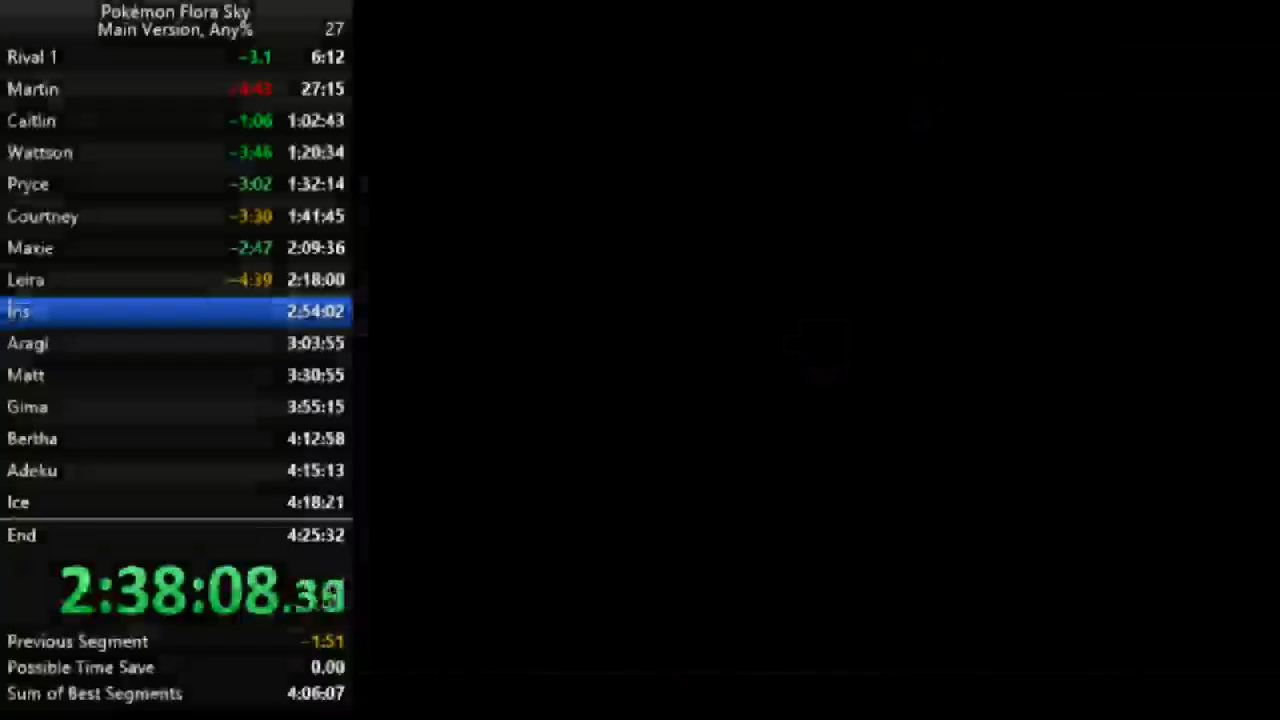 Pokémon Flora Sky
Main Version, Any% 27
Rival 1 -3.1 6:12
Martin -4:43 27:15
Caitlin -1:06 1:02:43
Wattson -3:46 1:20:34
Pryce -3:02 1:32:14
Courtney -3:30 1:41:45
Maxie -2:47 2:09:36
Leira -4:39 2:18:00
Iris 2:54:02
Aragi 3:03:55
Matt 3:30:55
Gima 3:55:15
Bertha 4:12:58
Adeku 4:15:13
Ice 4:18:21
End 4:25:32
2:38:08
Previous Segment -1:51
Possible Time Save 0.00
Sum of Best Segments 4:06:07